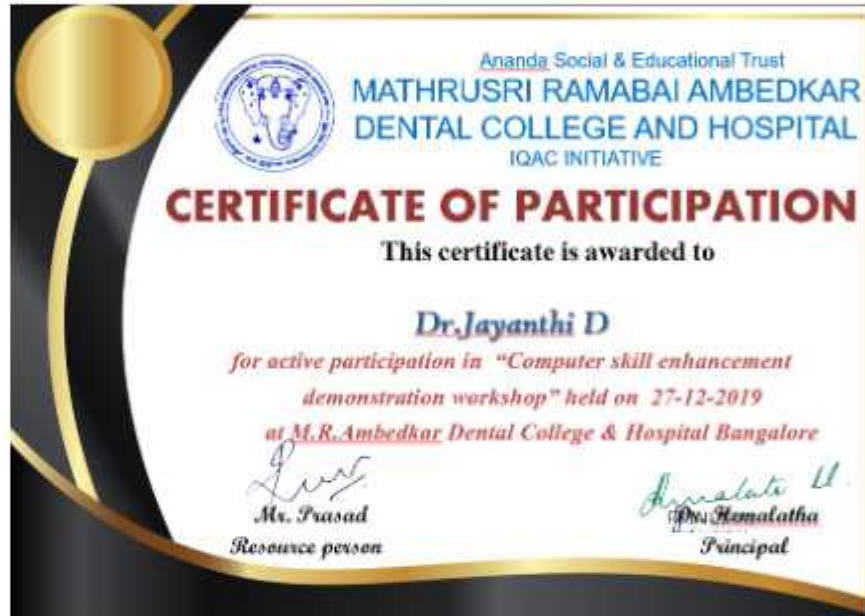 Ananda Social & Educational Trust
MATHRUSRI RAMABAI AMBEDKAR
DENTAL COLLEGE AND HOSPITAL
IQAC INITIATIVE
CERTIFICATE OF PARTICIPATION
This certificate is awarded to
Dr.Jayanthi D
for active participation in "Computer skill enhancement
demonstration workshop" held on 27-12-2019
at M.R.Ambedkar Dental College & Hospital Bangalore
Mr. Prasad
Hemalatha
Resource person
Principal